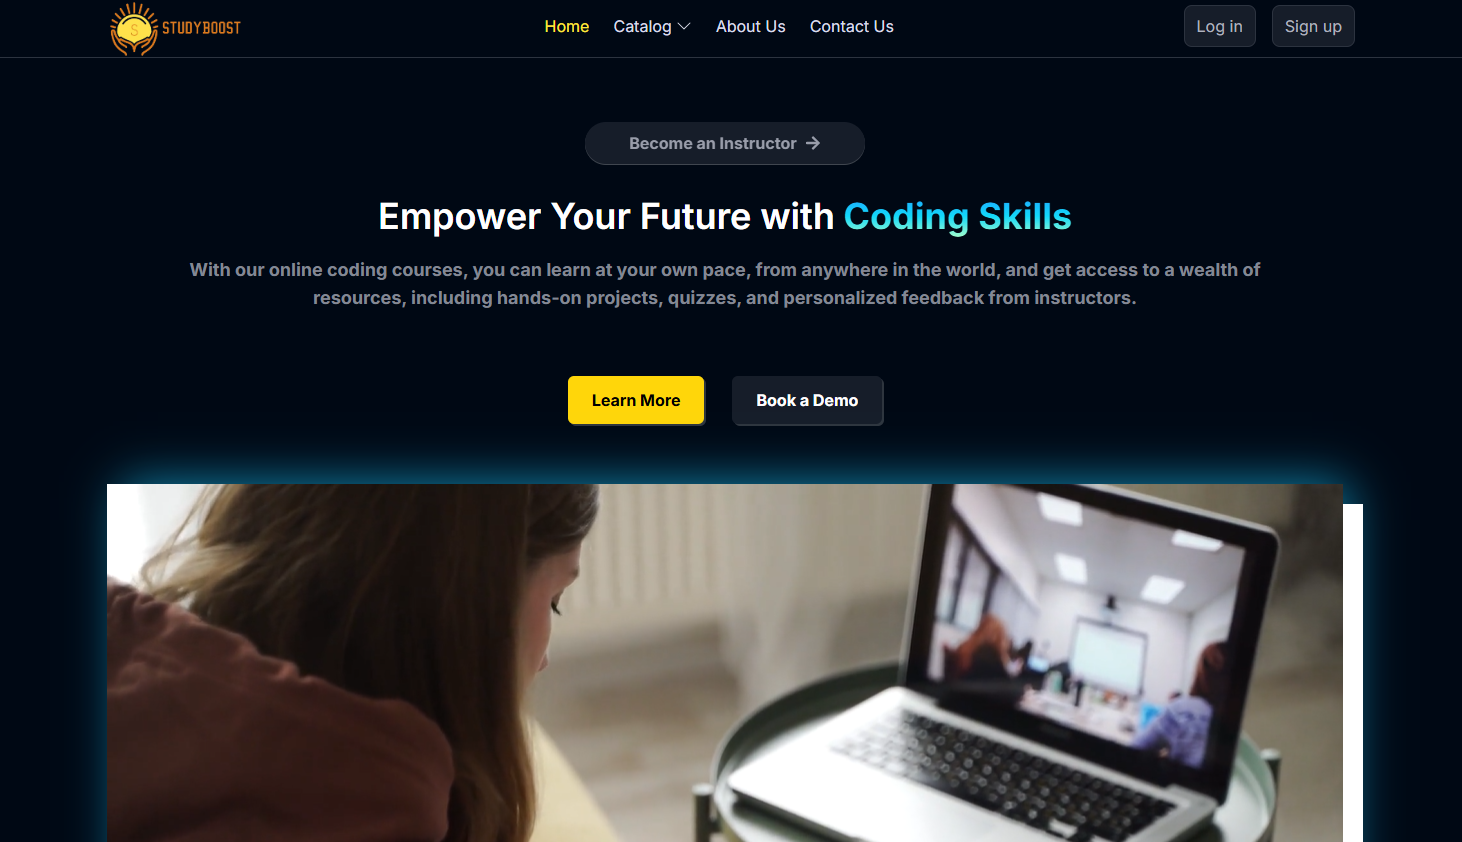 STUDYBOOST
Home Catalog About Us Contact Us
Log in Sign up
Become an Instructor
Empower Your Future with Coding Skills
With our online coding courses, you can learn at your own pace, from anywhere in the world, and get access to a wealth of
resources, including hands-on projects, quizzes, and personalized feedback from instructors.
Learn More Book a Demo